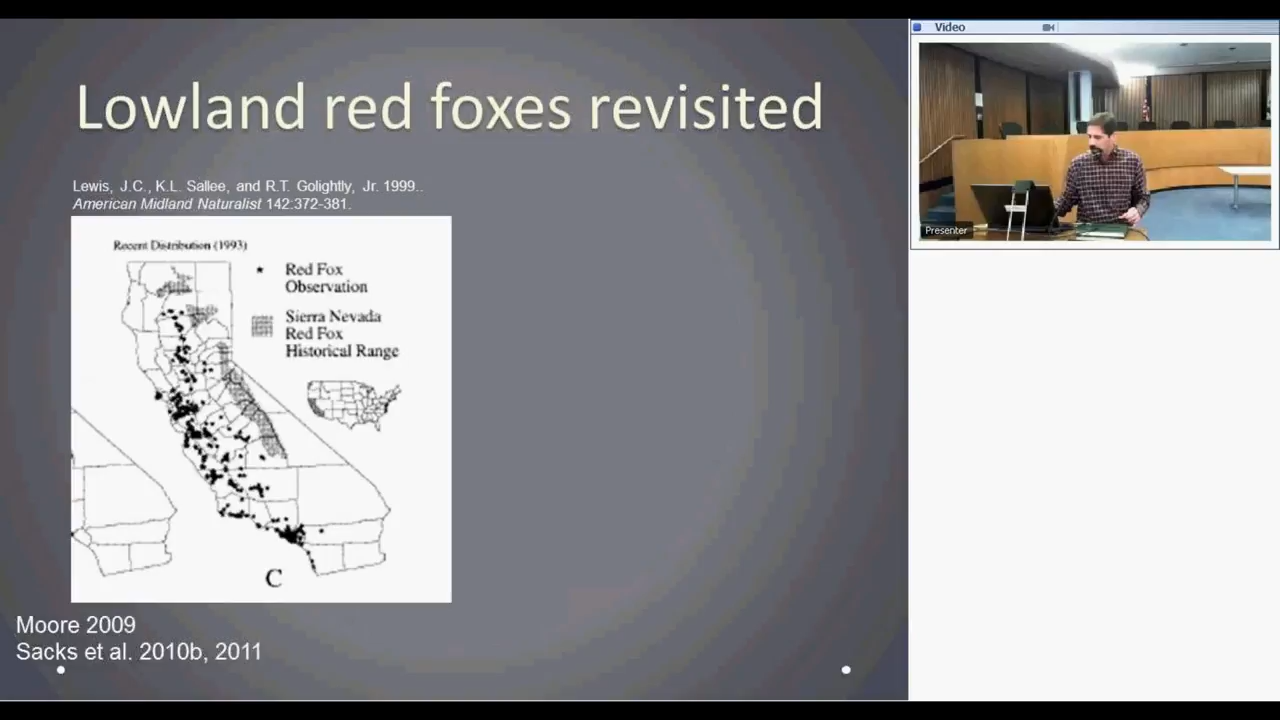 Lowland red foxes revisited
Lewis, J.C., K.L. Sallee, and R.T. Golightly, Jr. 1999..
American Midland Naturalist 142:372-381.
Recent Distribution (1993)
Red Fox
Observation
Sierra Nevada
Red Fox
Historical Range
C
Moore 2009
Sacks et al. 2010b, 2011
Video
Presenter